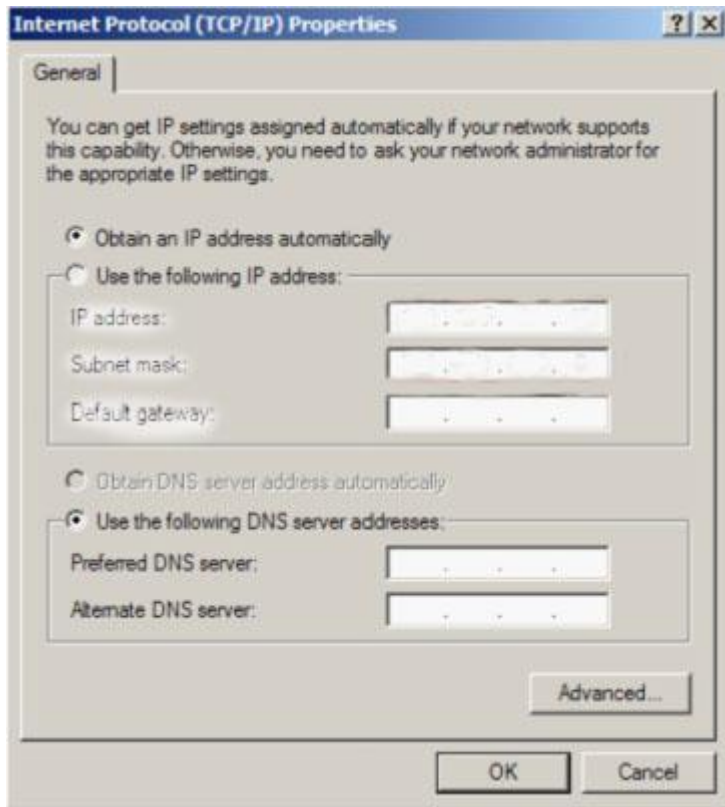 Internet Protocol (TCP/IP) Properties
General
You can get IP settings assigned automatically if your network supports
this capability. Otherwise, you need to ask your network administrator for
the appropriate IP settings.
Obtain an IP address automatically
Use the following IP address:
IP address:
Subnet mask:
Default gateway:
Obtain DNS server address automatically
Use the following DNS server addresses:
Preferred DNS server:
Alternate DNS server:
Advanced...
OK
Cancel